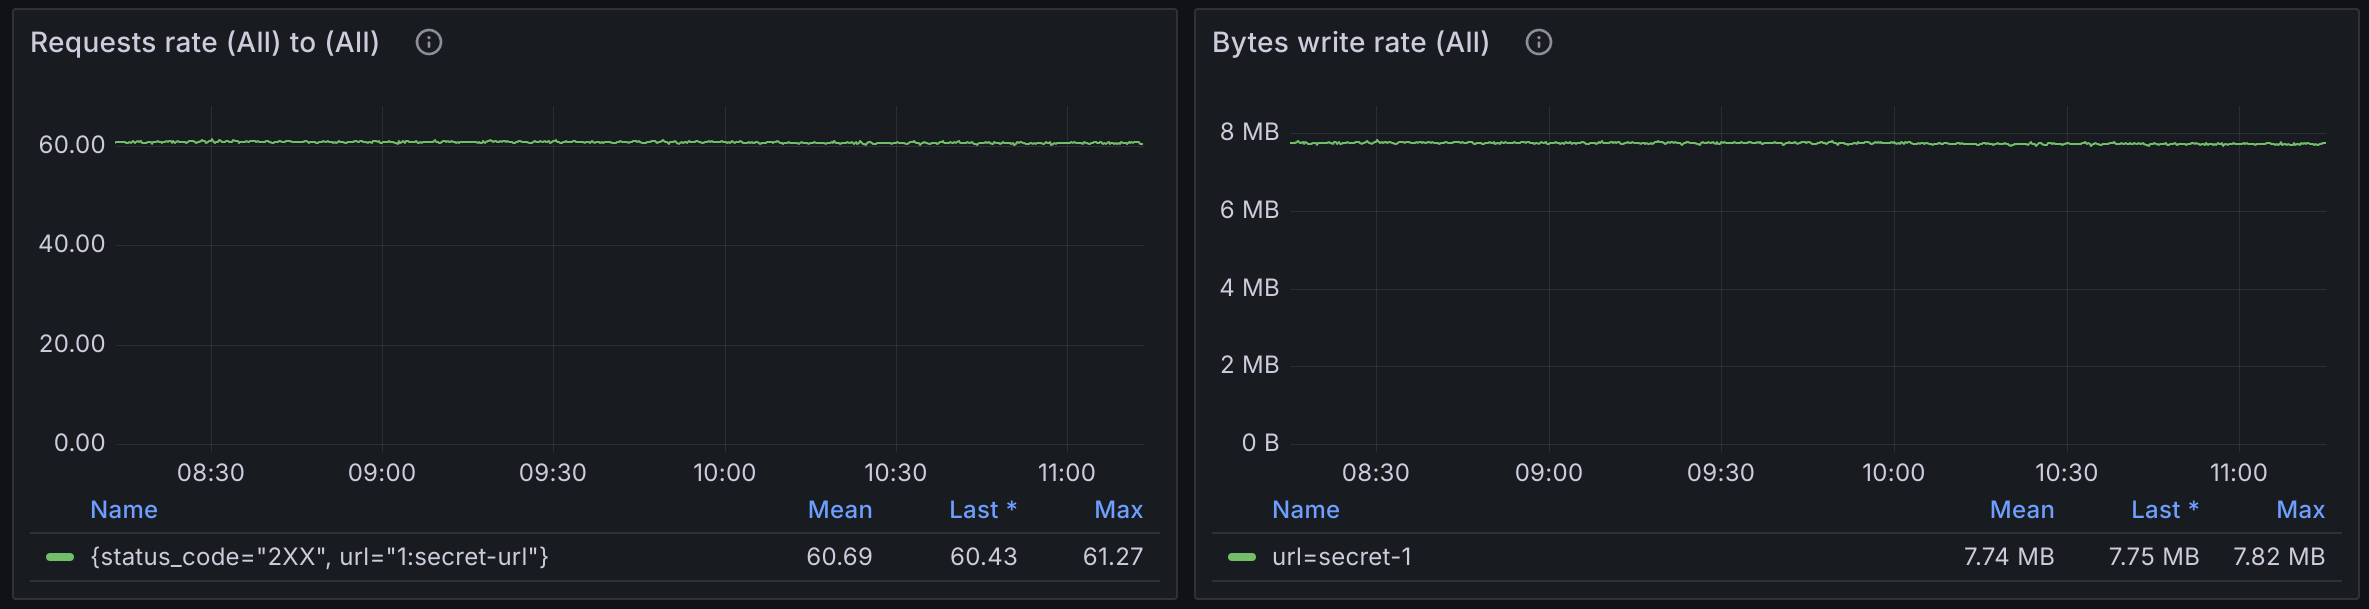 Requests rate (All) to (All)
60.00
40.00
20.00
0.00
08:30 09:00 09:30 10:00 10:30 11:00
Name Mean Last * Max
{status_code="2XX", url="1:secret-url"} 60.69 60.43 61.27
Bytes write rate (All)
8 MB
6 MB
4 MB
2 MB
0 B
08:30 09:00 09:30 10:00 10:30 11:00
Name Mean Last * Max
url=secret-1 7.74 MB 7.75 MB 7.82 MB